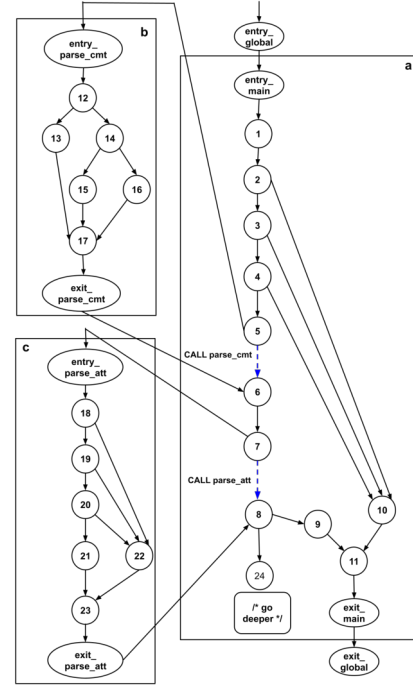 b
entry_
parse_cmt
12
13
14
15
16
17
exit_
parse_cmt
c
entry_
parse_att
18
19
20
21
22
23
exit_
parse_att
entry_
global
a
entry_
main
1
2
3
4
5
CALL parse_cmt
6
7
CALL parse_att
8
9
10
11
24
/* go
deeper */
exit_
main
exit_
global